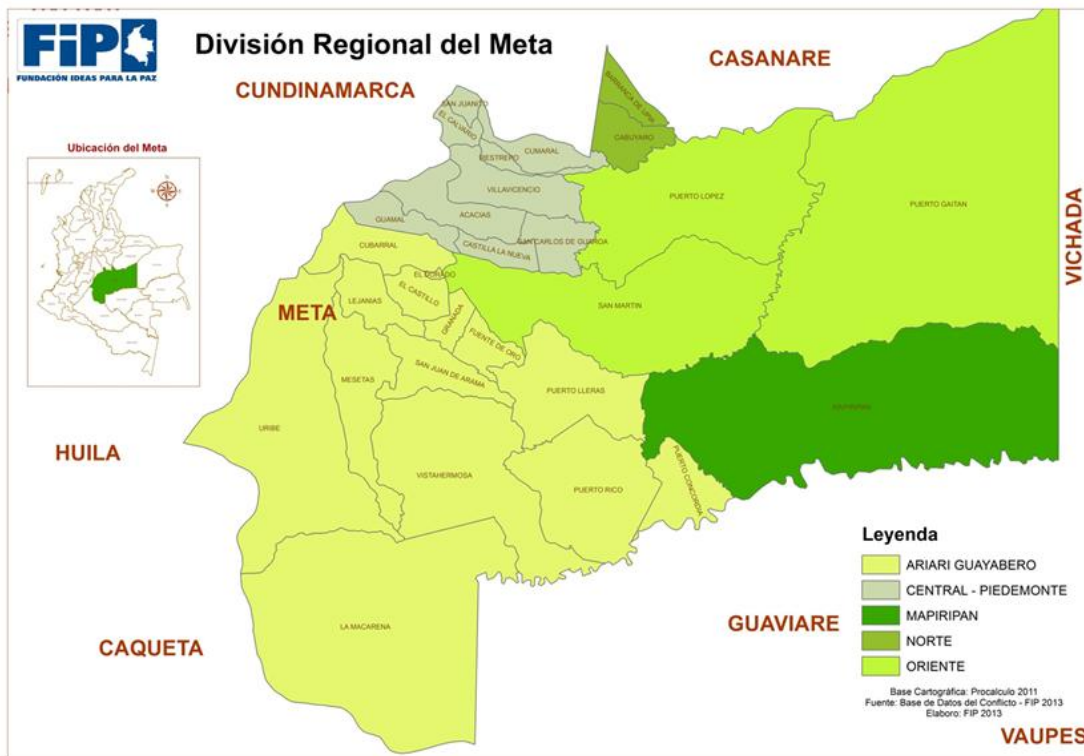 FiP
FUNDACIÓN IDEAS PARA LA PAZ
División Regional del Meta
CUNDINAMARCA
CASANARE
Ubicación del Meta
VICHADA
META
HUILA
CAQUETA
GUAVIARE
VAUPES
SAN JUANITO
EL CALVARIO
RESTREPO
CUMARAL
BARRANCA DE UPIA
CABUYARO
VILLAVICENCIO
ACACIAS
GUAMAL
CASTILLA LA NUEVA
SAN CARLOS DE GUAROA
CUBARRAL
EL DORADO
EL CASTILLO
LEJANIAS
GRANADA
FUENTE DE ORO
PUERTO LOPEZ
PUERTO GAITAN
SAN MARTIN
MESETAS
SAN JUAN DE ARAMA
PUERTO LLERAS
MAPIRIPAN
URIBE
VISTAHERMOSA
PUERTO RICO
PUERTO CONCORDIA
LA MACARENA
Leyenda
ARIARI GUAYABERO
CENTRAL - PIEDEMONTE
MAPIRIPAN
NORTE
ORIENTE
Base Cartográfica: Procalculo 2011
Fuente: Base de Datos del Conflicto - FIP 2013
Elaboro: FIP 2013